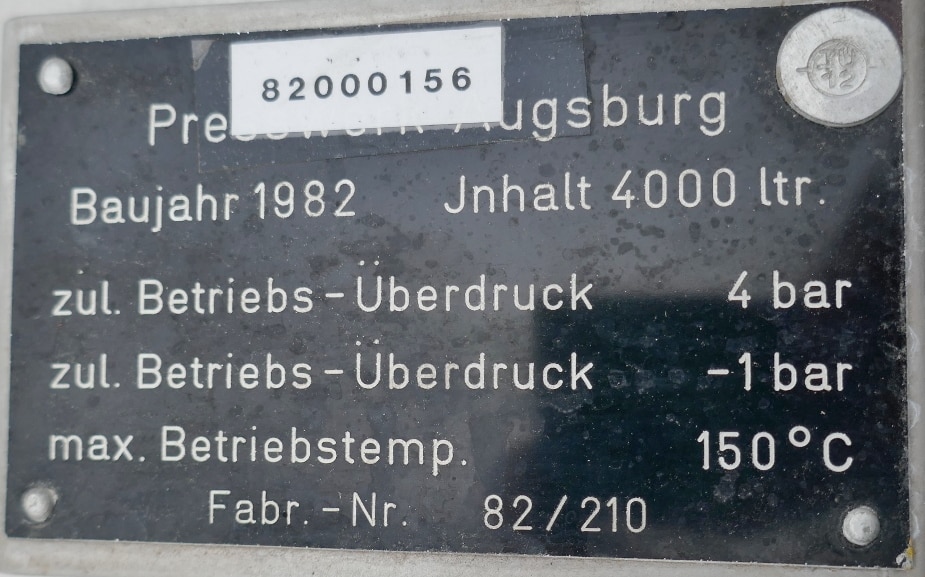 82000156
Presswerk Augsburg
Baujahr 1982 Jnhalt 4000 ltr.
zul. Betriebs-Überdruck 4 bar
zul. Betriebs-Überdruck -1 bar
max. Betriebstemp. 150°C
Fabr.-Nr. 82/210